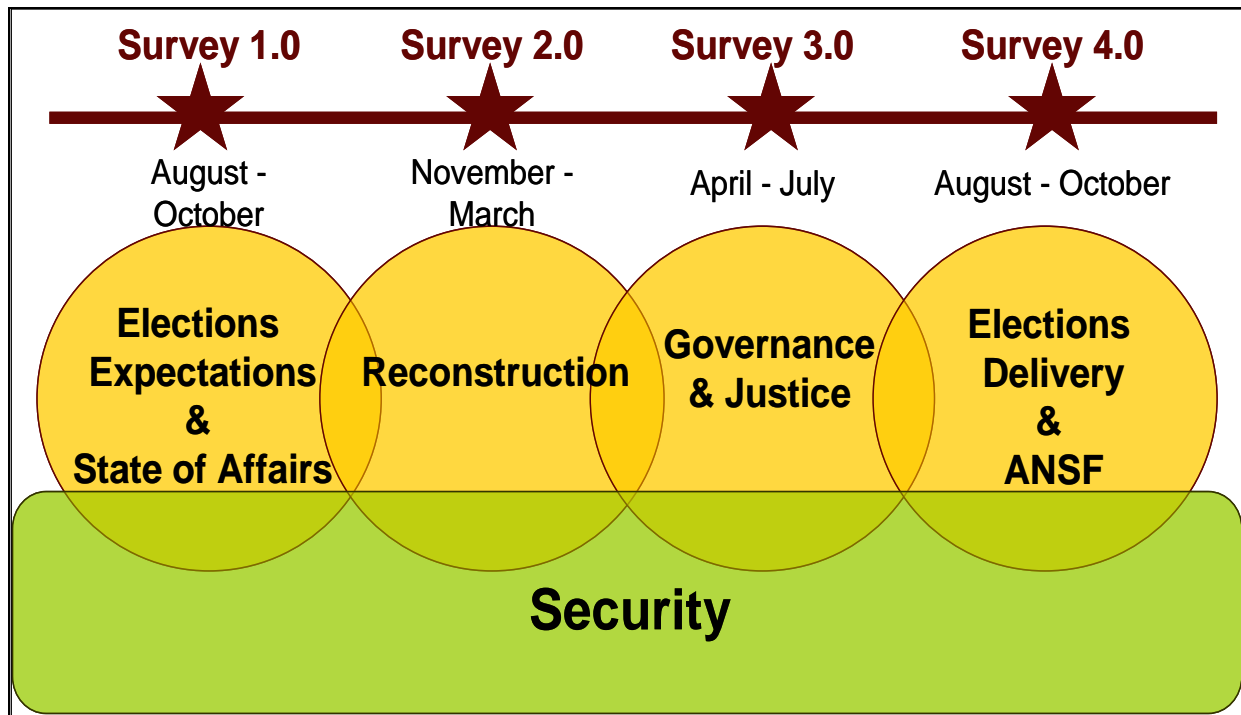 Survey 1.0
Survey 2.0
Survey 3.0
Survey 4.0
August -
October
November -
March
April - July
August - October
Elections
Expectations
&
State of Affairs
Reconstruction
Governance
& Justice
Elections
Delivery
&
ANSF
Security